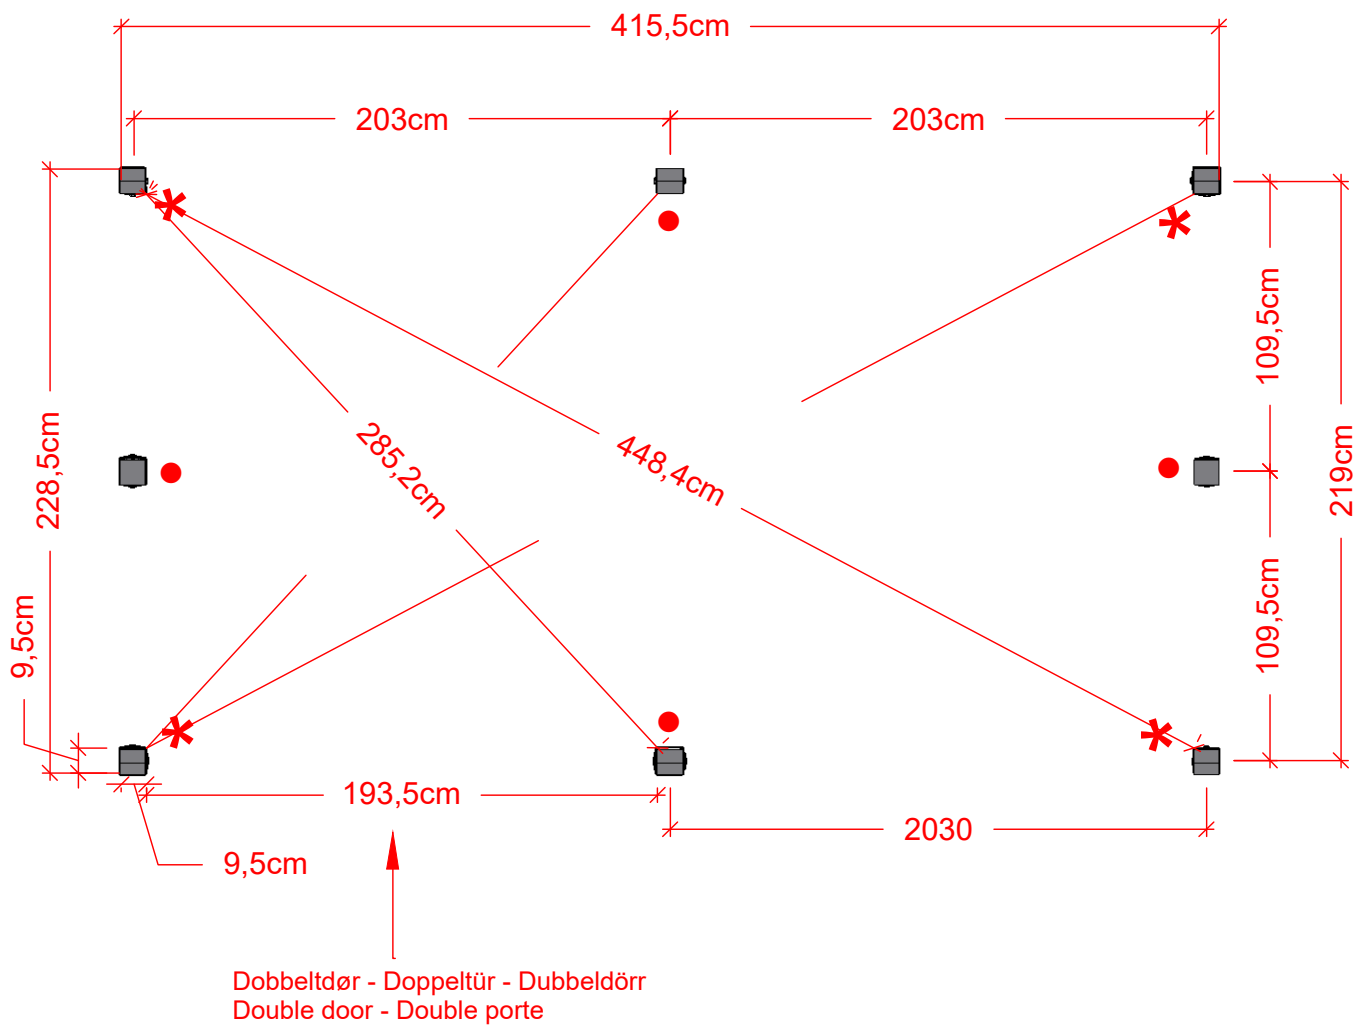 415,5cm
203cm
203cm
109,5cm
228,5cm
285,2cm
448,4cm
219cm
9,5cm
109,5cm
193,5cm
2030
9,5cm
Dobbeltdør - Doppeltür - Dubbeldörr
Double door - Double porte